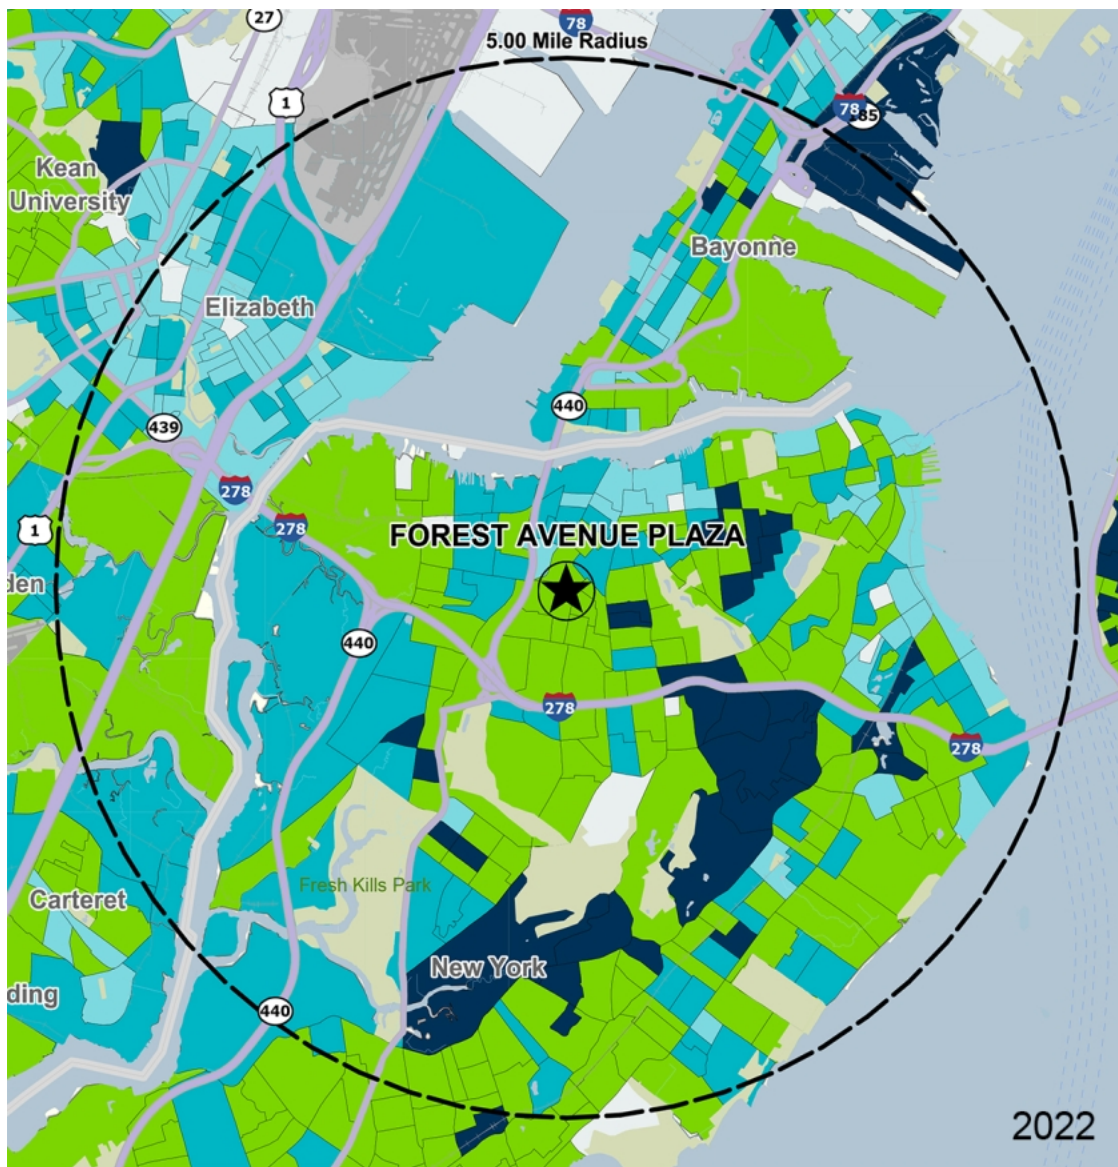 27
78
5.00 Mile Radius
1
78
85
Kean
University
Bayonne
Elizabeth
440
439
278
278
1
FOREST AVENUE PLAZA
den
440
278
278
Fresh Kills Park
Carteret
New York
ding
440
2022